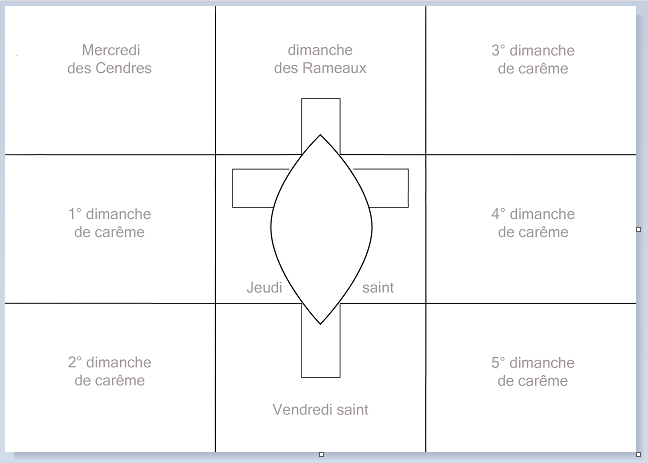 Mercredi
des Cendres
dimanche
des Rameaux
3° dimanche
de carême
1° dimanche
de carême
4° dimanche
de carême
Jeudi saint
2° dimanche
de carême
5° dimanche
de carême
Vendredi saint